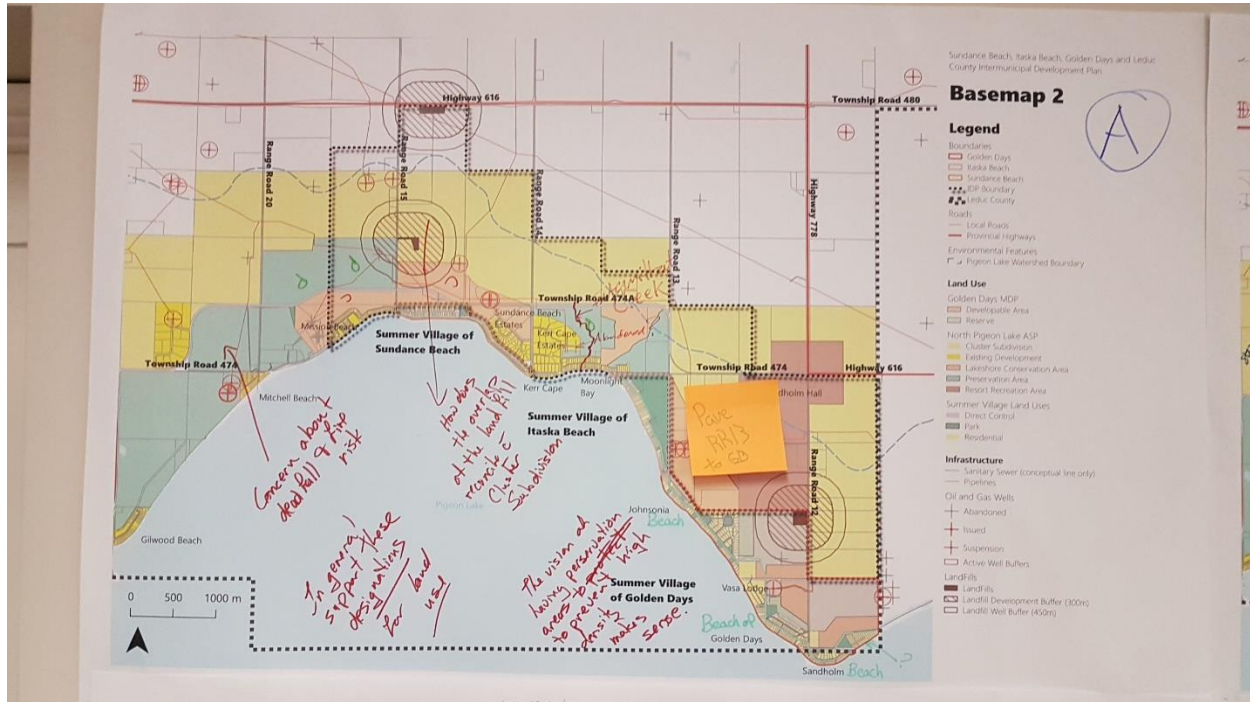 Sundance Beach, Itaska Beach, Golden Days and Leduc
County Intermunicipal Development Plan
Basemap 2
A
Legend
Boundaries
Golden Days
Itaska Beach
Sundance Beach
IDP Boundary
Leduc County
Roads
Local Roads
Provincial Highways
Environmental Features
Pigeon Lake Watershed Boundary
Land Use
Golden Days MDP
Developable Area
Reserve
North Pigeon Lake ASP
Cluster Subdivision
Existing Development
Lakeshore Conservation Area
Preservation Area
Resort Recreation Area
Summer Village Land Uses
Direct Control
Park
Residential
Infrastructure
Sanitary Sewer (conceptual line only)
Pipelines
Oil and Gas Wells
Abandoned
Issued
Suspension
Active Well Buffers
LandFills
LandFills
Landfill Development Buffer (300m)
Landfill Well Buffer (450m)
Highway 616
Township Road 480
Range Road 20
Range Road 15
Range Road 14
Range Road 13
Highway 778
Township Road 474A
Creek
Mission Beach
Sundance Beach
Estates
Kerr Cape
Estates
Summer Village of
Sundance Beach
Township Road 474
Township Road 474
Highway 616
Mitchell Beach
Kerr Cape
Moonlight
Bay
dholm Hall
Summer Village of
Itaska Beach
Range Road 12
Pave
RR13
to GB
Concern about
deadfall & fire
risk
How does
the overlap
of the land fill
reconcile c̄
Cluster
Subdivision
Pigeon Lake
Johnsonia
Beach
Gilwood Beach
In general,
support these
designations
for land
use
The vision of
having perservation
areas to protect
to prevent high
density
makes
sense.
Summer Village
of Golden Days
Vasa Lodge
Beach of
Golden Days
Sandholm Beach
?
0 500 1000 m